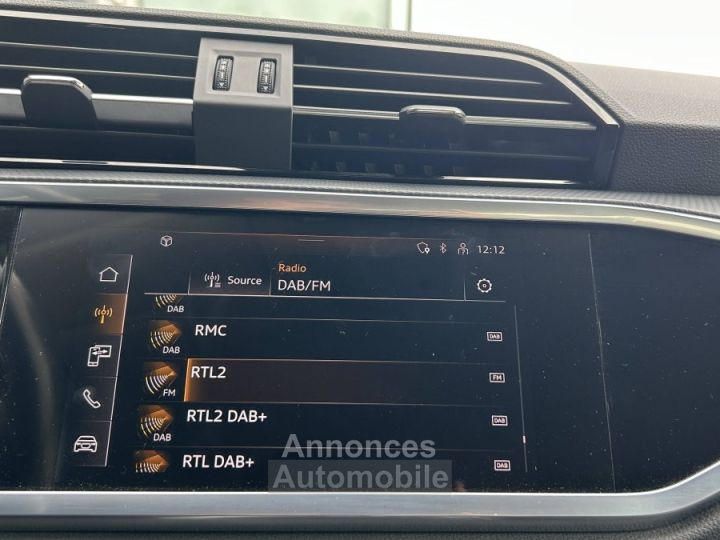 12:12
Radio
Source
DAB/FM
DAB
RMC
DAB
DAB
RTL2
FM
FM
RTL2 DAB+
DAB
DAB
RTL DAB+
DAB
Annonces
Automobile